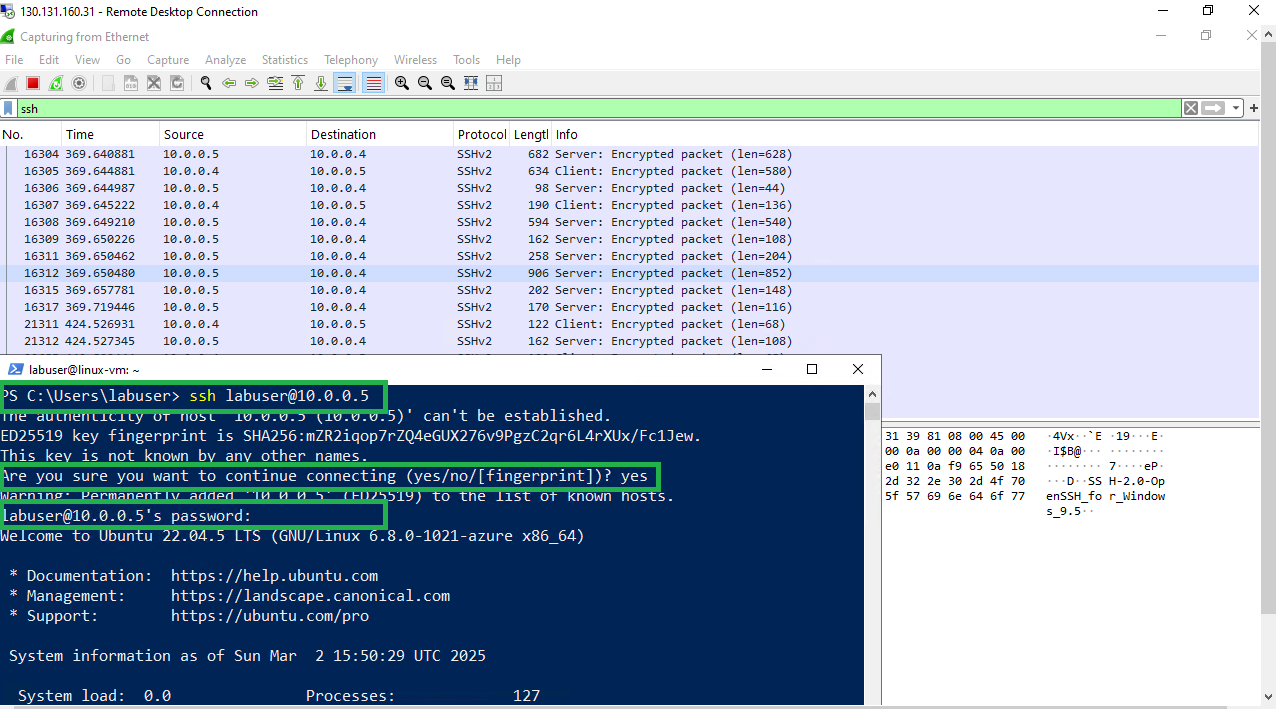 130.131.160.31 - Remote Desktop Connection
Capturing from Ethernet
File Edit View Go Capture Analyze Statistics Telephony Wireless Tools Help
ssh
No. Time Source Destination Protocol Lengtl Info
16304 369.640881 10.0.0.5 10.0.0.4 SSHv2 682 Server: Encrypted packet (len=628)
16305 369.644881 10.0.0.4 10.0.0.5 SSHv2 634 Client: Encrypted packet (len=580)
16306 369.644987 10.0.0.5 10.0.0.4 SSHv2 98 Server: Encrypted packet (len=44)
16307 369.645222 10.0.0.4 10.0.0.5 SSHv2 190 Client: Encrypted packet (len=136)
16308 369.649210 10.0.0.5 10.0.0.4 SSHv2 594 Server: Encrypted packet (len=540)
16309 369.650226 10.0.0.5 10.0.0.4 SSHv2 162 Server: Encrypted packet (len=108)
16311 369.650462 10.0.0.5 10.0.0.4 SSHv2 258 Server: Encrypted packet (len=204)
16312 369.650480 10.0.0.5 10.0.0.4 SSHv2 906 Server: Encrypted packet (len=852)
16315 369.657781 10.0.0.5 10.0.0.4 SSHv2 202 Server: Encrypted packet (len=148)
16317 369.719446 10.0.0.5 10.0.0.4 SSHv2 170 Server: Encrypted packet (len=116)
21311 424.526931 10.0.0.4 10.0.0.5 SSHv2 122 Client: Encrypted packet (len=68)
21312 424.527345 10.0.0.5 10.0.0.4 SSHv2 162 Server: Encrypted packet (len=108)
labuser@linux-vm: ~
PS C:\Users\labuser> ssh labuser@10.0.0.5
The authenticity of host '10.0.0.5 (10.0.0.5)' can't be established.
ED25519 key fingerprint is SHA256:mZR2iqop7rZQ4eGUX276v9PgzC2qr6L4rXUx/Fc1Jew.
This key is not known by any other names.
Are you sure you want to continue connecting (yes/no/[fingerprint])? yes
Warning: Permanently added '10.0.0.5' (ED25519) to the list of known hosts.
labuser@10.0.0.5's password:
Welcome to Ubuntu 22.04.5 LTS (GNU/Linux 6.8.0-1021-azure x86_64)
* Documentation: https://help.ubuntu.com
* Management: https://landscape.canonical.com
* Support: https://ubuntu.com/pro
System information as of Sun Mar 2 15:50:29 UTC 2025
System load: 0.0 Processes: 127
31 39 81 08 00 45 00 ·4Vx··`E ·19···E·
00 0a 00 00 04 0a 00 ·I$B@··· ········
e0 11 0a f9 65 50 18 ········ 7····eP·
2d 32 2e 30 2d 4f 70 ··D··SS H-2.0-Op
5f 57 69 6e 64 6f 77 enSSH_fo r_Window
s_9.5··